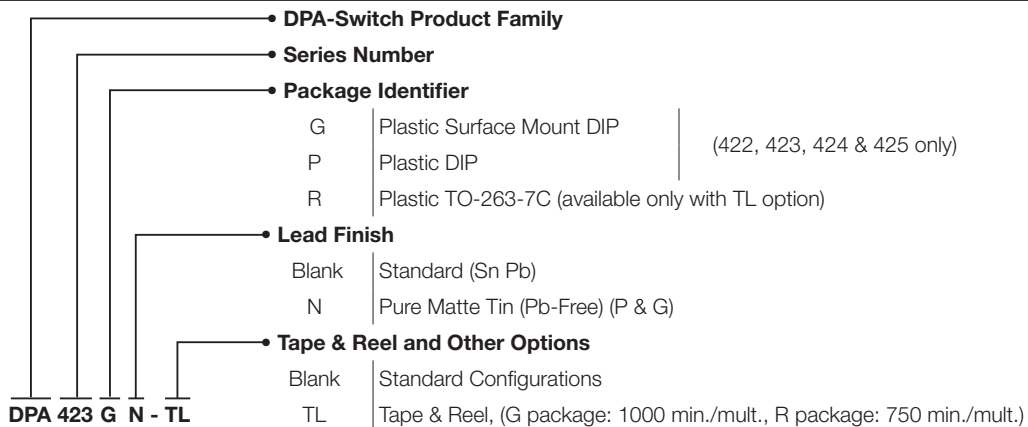 DPA-Switch Product Family
Series Number
Package Identifier
G Plastic Surface Mount DIP
(422, 423, 424 & 425 only)
P Plastic DIP
R Plastic TO-263-7C (available only with TL option)
Lead Finish
Blank Standard (Sn Pb)
N Pure Matte Tin (Pb-Free) (P & G)
Tape & Reel and Other Options
Blank Standard Configurations
DPA 423 G N - TL
TL Tape & Reel, (G package: 1000 min./mult., R package: 750 min./mult.)